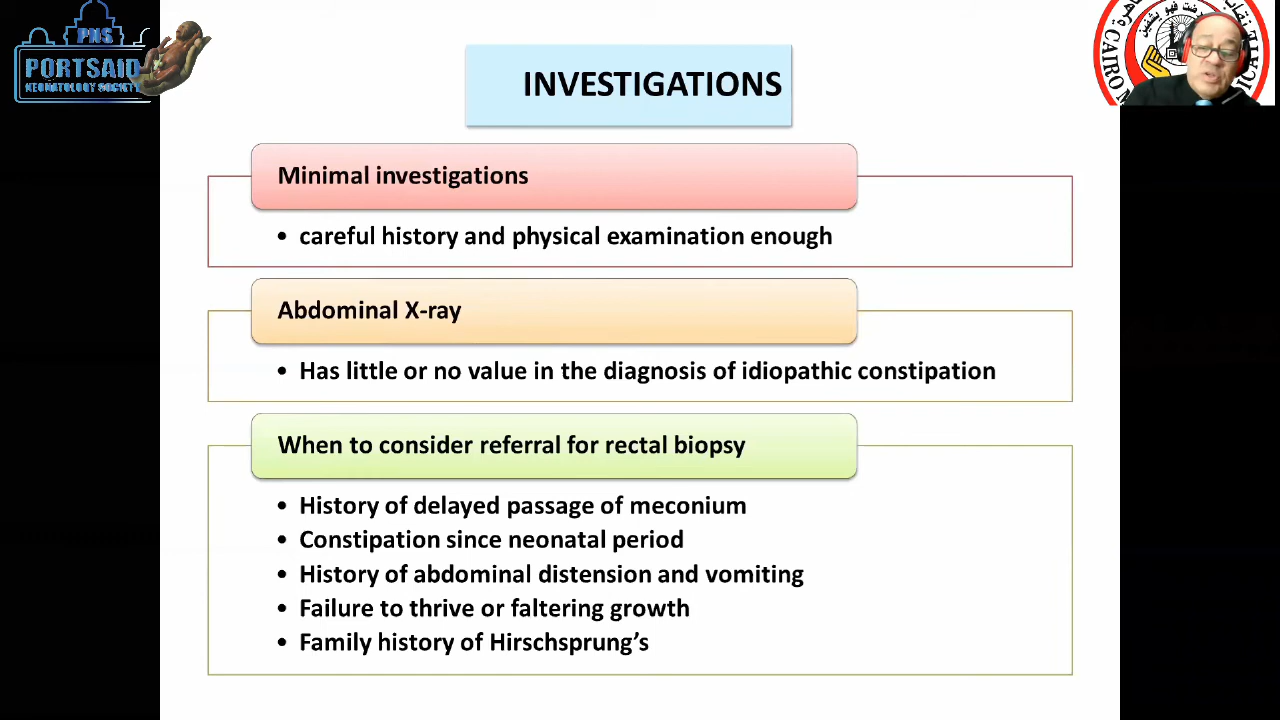 PNS
PORTSAID
NEONATOLOGY SOCIETY
INVESTIGATIONS
Minimal investigations
• careful history and physical examination enough
Abdominal X-ray
• Has little or no value in the diagnosis of idiopathic constipation
When to consider referral for rectal biopsy
• History of delayed passage of meconium
• Constipation since neonatal period
• History of abdominal distension and vomiting
• Failure to thrive or faltering growth
• Family history of Hirschsprung’s